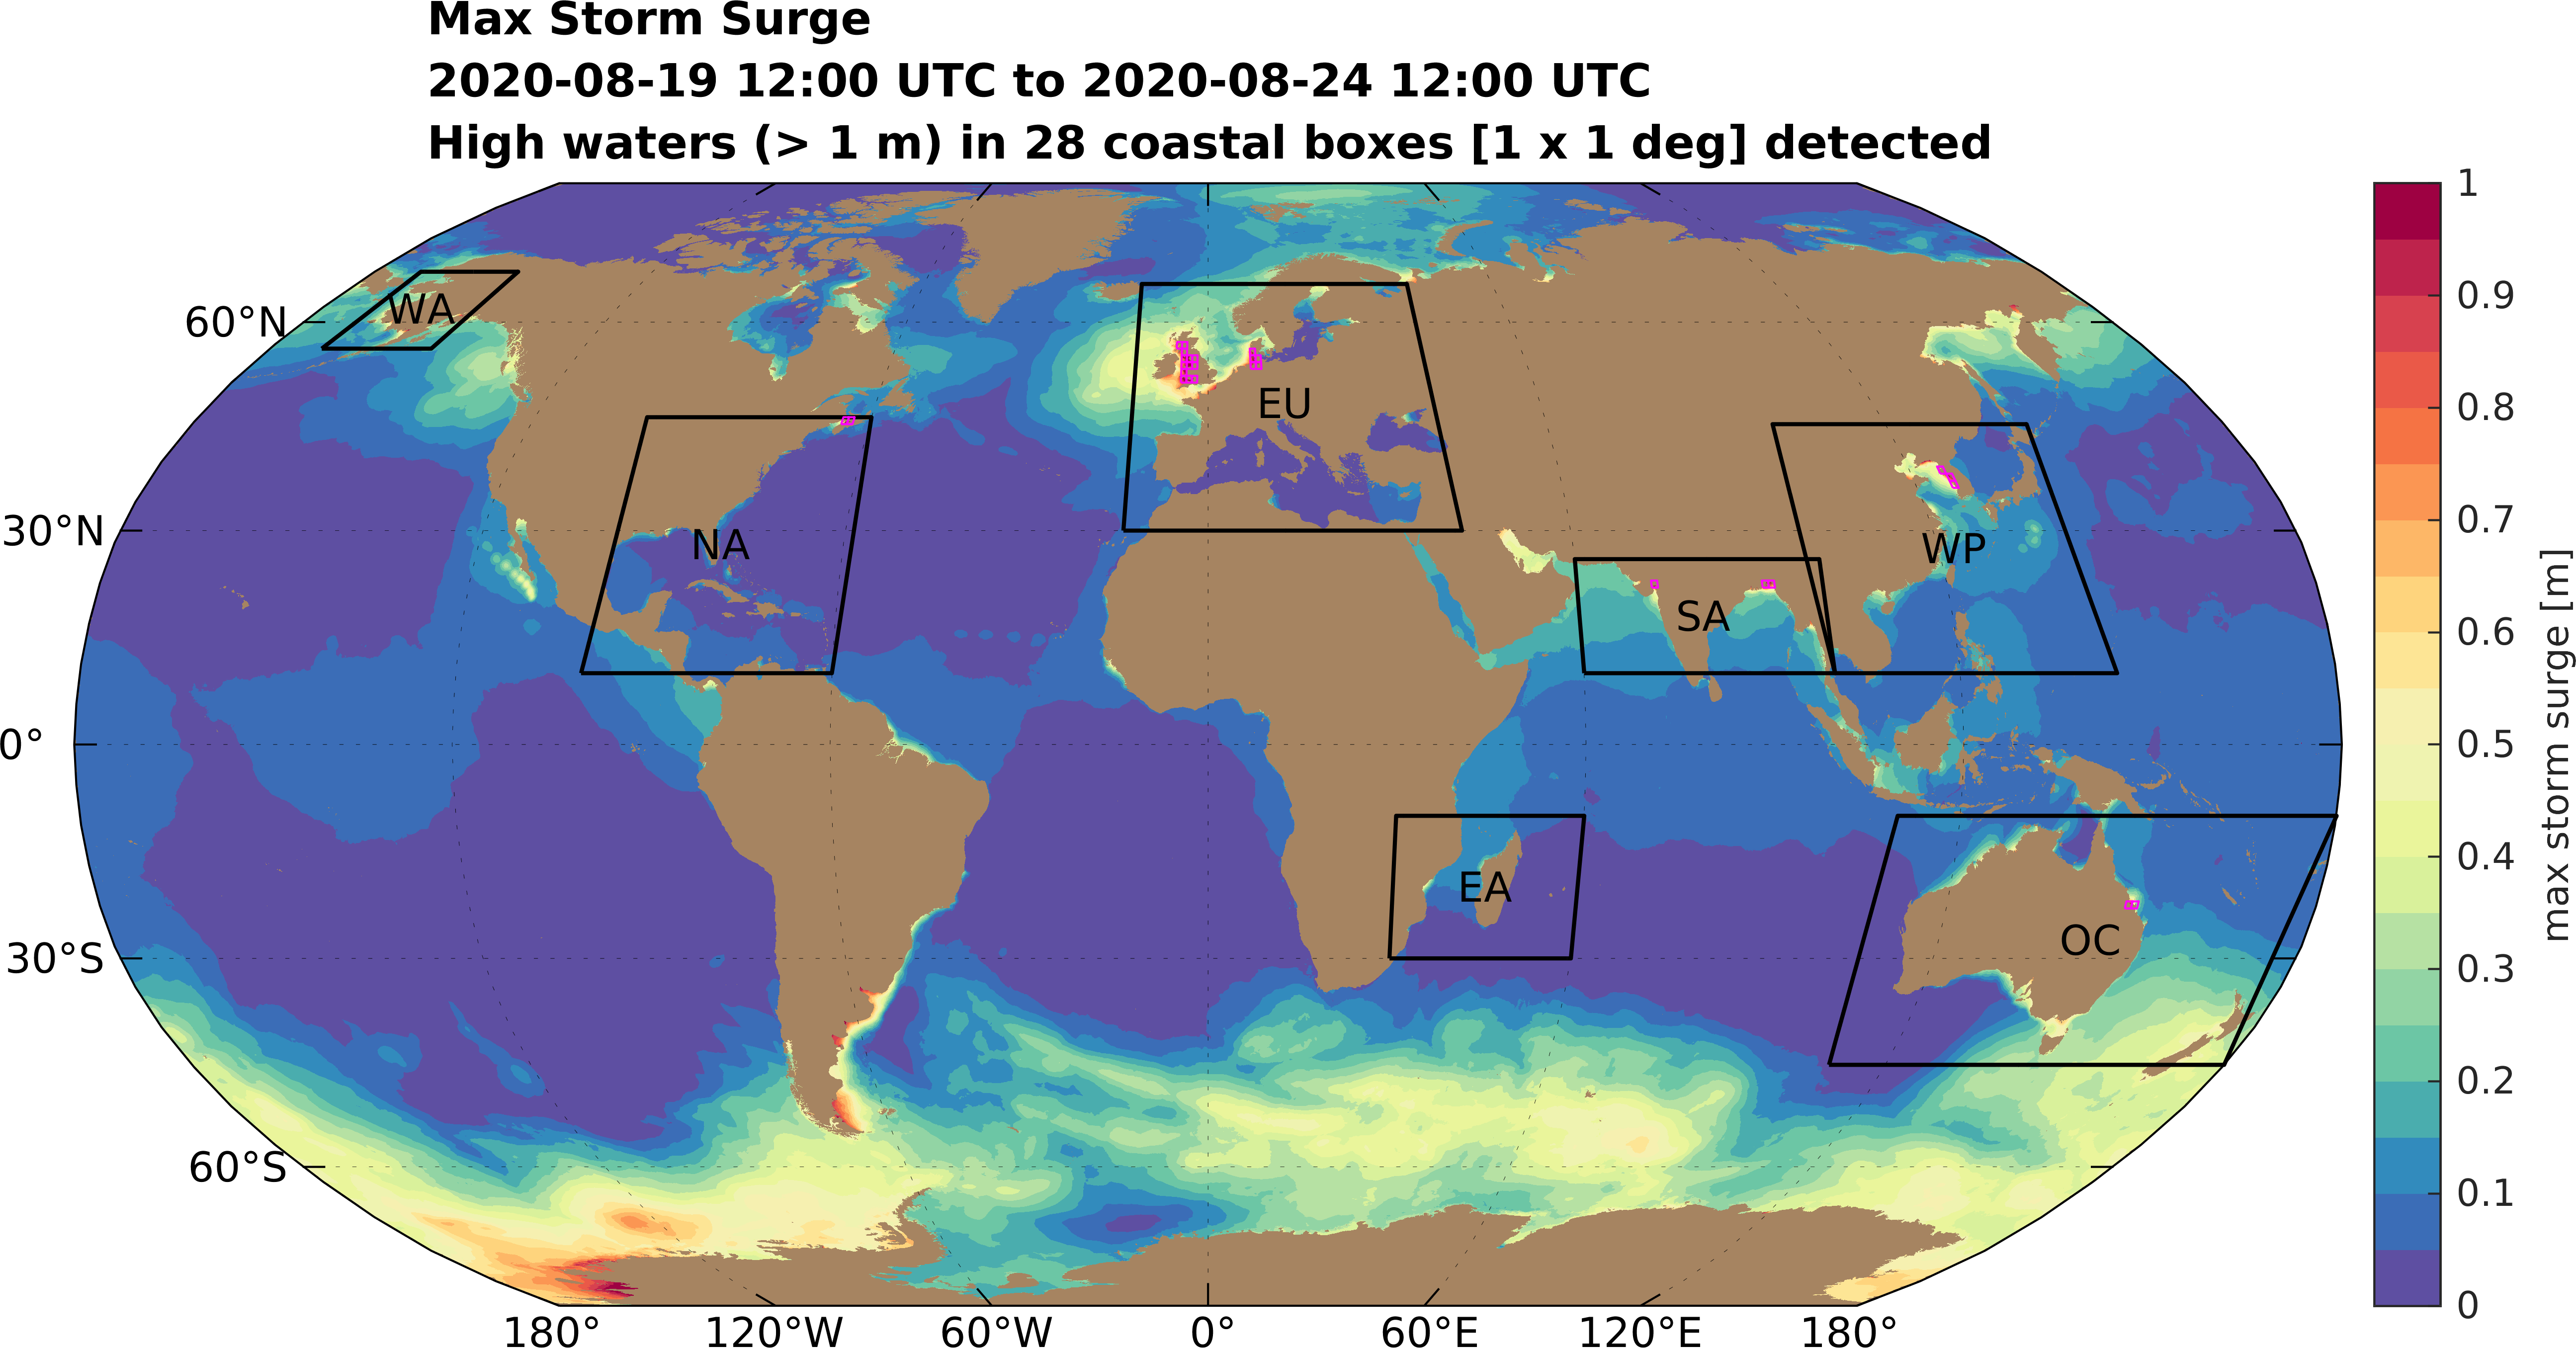 Max Storm Surge
2020-08-19 12:00 UTC to 2020-08-24 12:00 UTC
High waters (> 1 m) in 28 coastal boxes [1 x 1 deg] detected
60°N
30°N
0°
30°S
60°S
WA
NA
EU
SA
WP
EA
OC
180°
120°W
60°W
0°
60°E
120°E
180°
1
0.9
0.8
0.7
0.6
0.5
0.4
0.3
0.2
0.1
0
max storm surge [m]